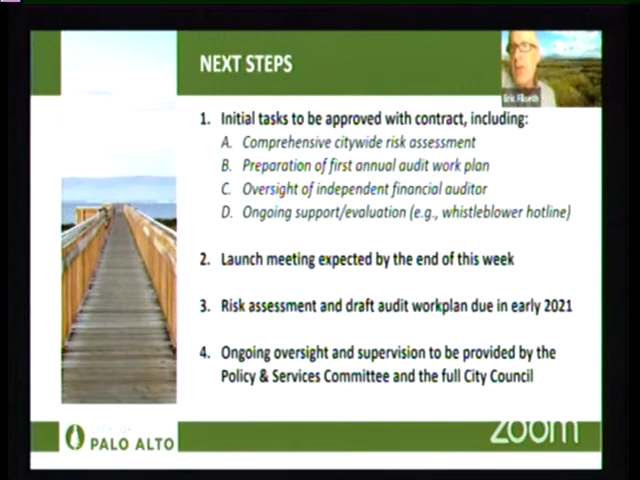 NEXT STEPS
Eric Filseth
1. Initial tasks to be approved with contract, including:
A. Comprehensive citywide risk assessment
B. Preparation of first annual audit work plan
C. Oversight of independent financial auditor
D. Ongoing support/evaluation (e.g., whistleblower hotline)
2. Launch meeting expected by the end of this week
3. Risk assessment and draft audit workplan due in early 2021
4. Ongoing oversight and supervision to be provided by the
Policy & Services Committee and the full City Council
CITY OF
PALO ALTO
zoom